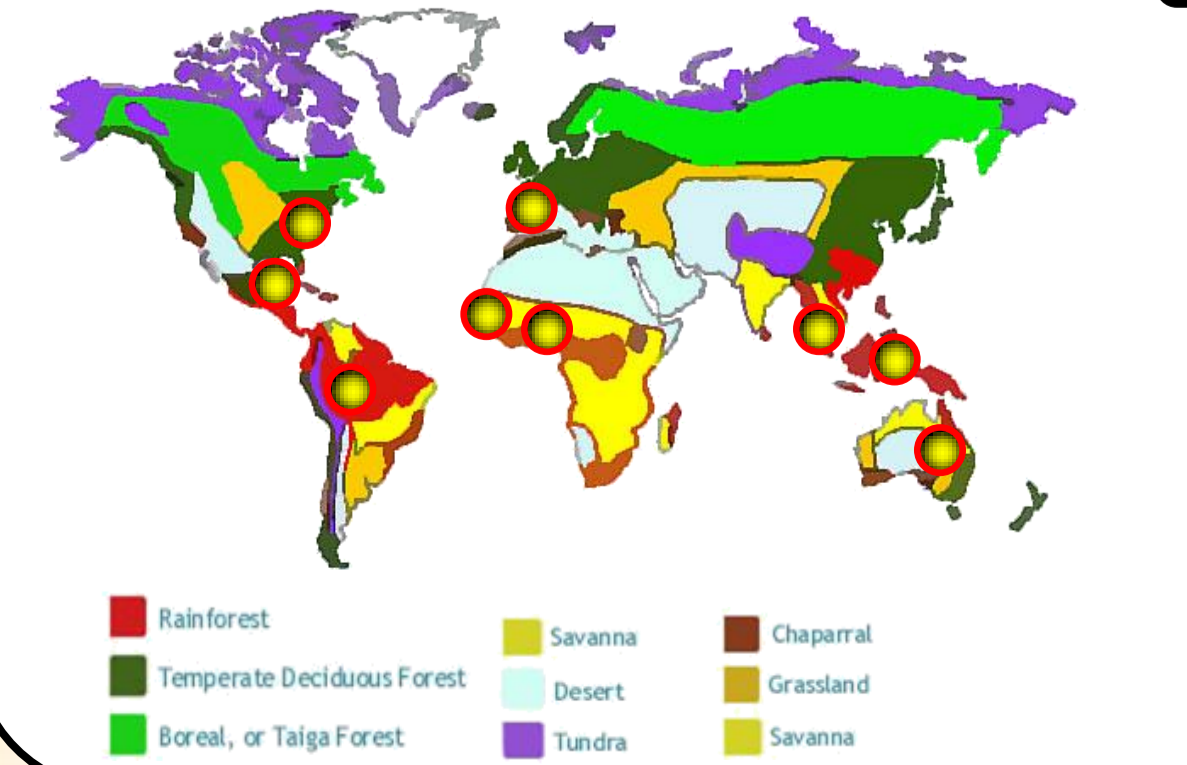 Rainforest
Temperate Deciduous Forest
Boreal, or Taiga Forest
Savanna
Desert
Tundra
Chaparral
Grassland
Savanna